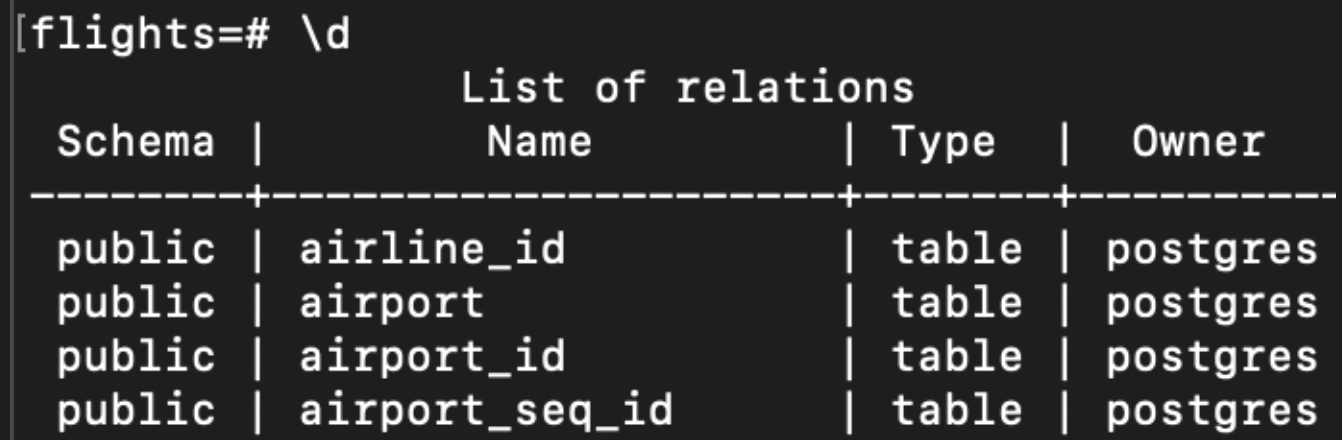 [flights=# \d
List of relations
Schema | Name | Type | Owner
--------+---------------------+-------+----------
public | airline_id | table | postgres
public | airport | table | postgres
public | airport_id | table | postgres
public | airport_seq_id | table | postgres